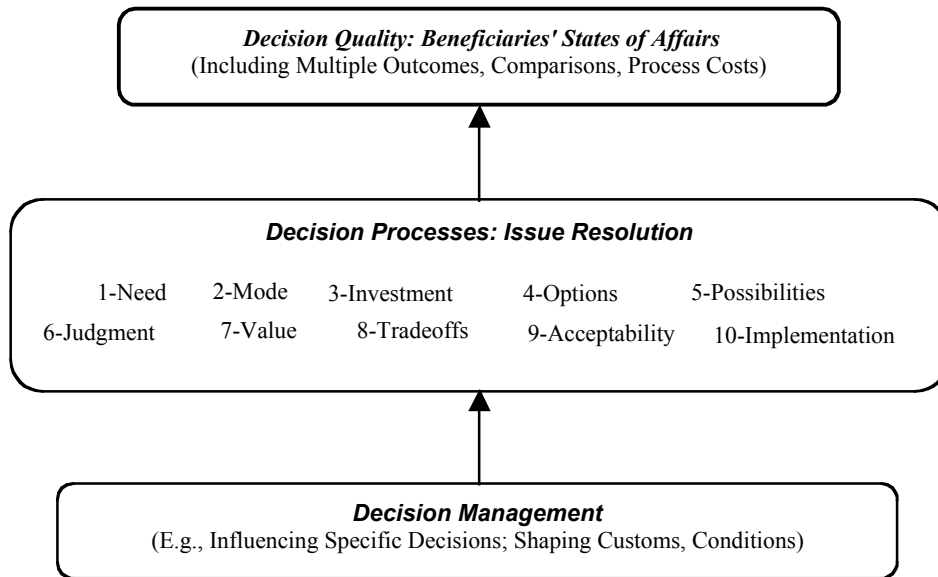 Decision Quality: Beneficiaries' States of Affairs
(Including Multiple Outcomes, Comparisons, Process Costs)
Decision Processes: Issue Resolution
1-Need 2-Mode 3-Investment 4-Options 5-Possibilities
6-Judgment 7-Value 8-Tradeoffs 9-Acceptability 10-Implementation
Decision Management
(E.g., Influencing Specific Decisions; Shaping Customs, Conditions)